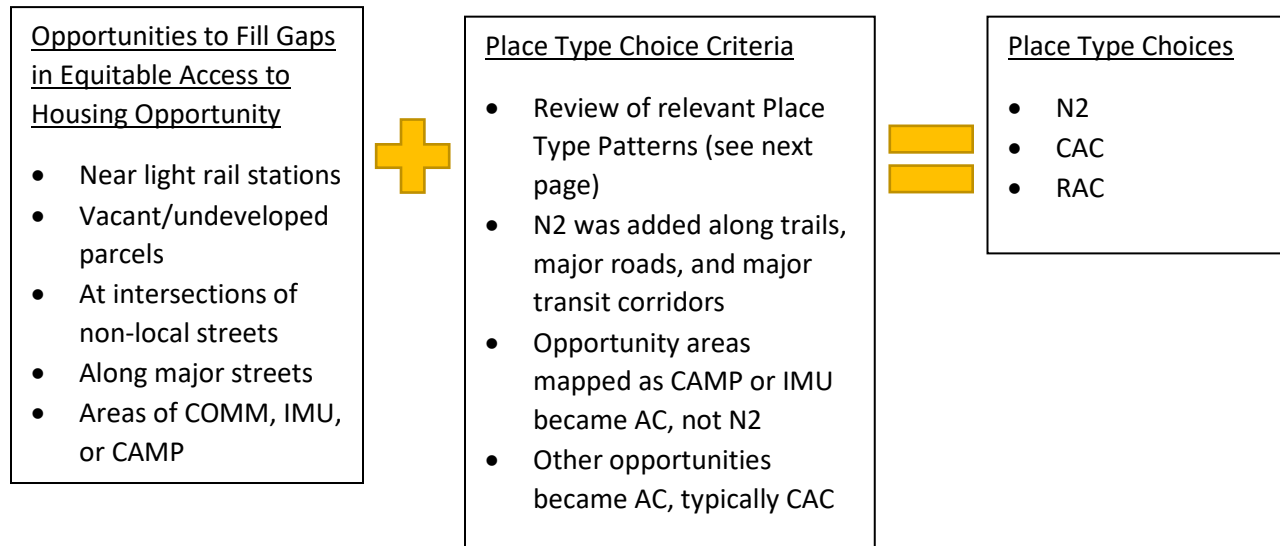 Opportunities to Fill Gaps
in Equitable Access to
Housing Opportunity
• Near light rail stations
• Vacant/undeveloped
parcels
• At intersections of
non-local streets
• Along major streets
• Areas of COMM, IMU,
or CAMP
Place Type Choice Criteria
• Review of relevant Place
Type Patterns (see next
page)
• N2 was added along trails,
major roads, and major
transit corridors
• Opportunity areas
mapped as CAMP or IMU
became AC, not N2
• Other opportunities
became AC, typically CAC
Place Type Choices
• N2
• CAC
• RAC